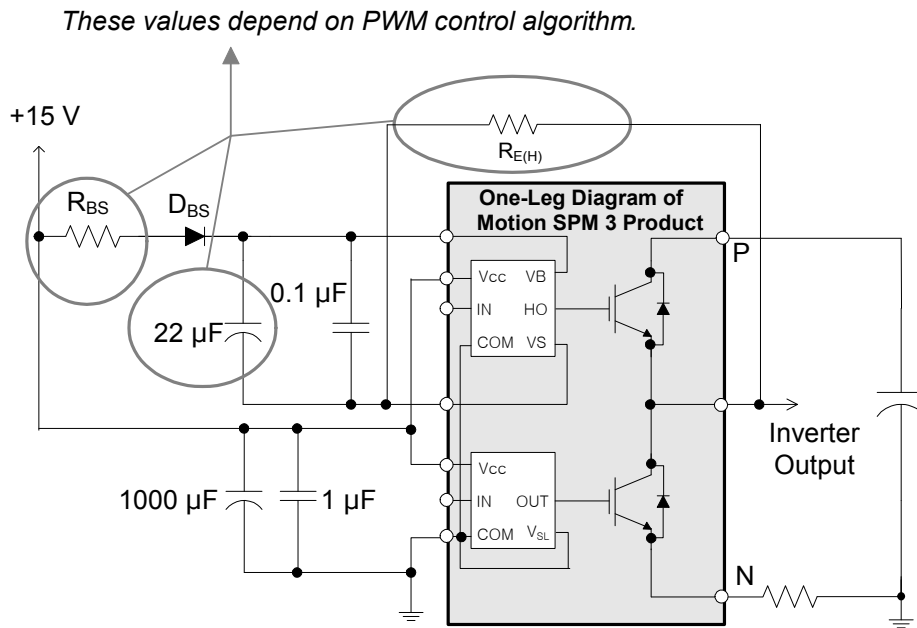 These values depend on PWM control algorithm.
+15 V
R_E(H)
R_BS
D_BS
One-Leg Diagram of
Motion SPM 3 Product
P
Vcc VB
0.1 µF
IN HO
22 µF
COM VS
Inverter
Output
Vcc
1000 µF
1 µF
IN OUT
COM V_SL
N